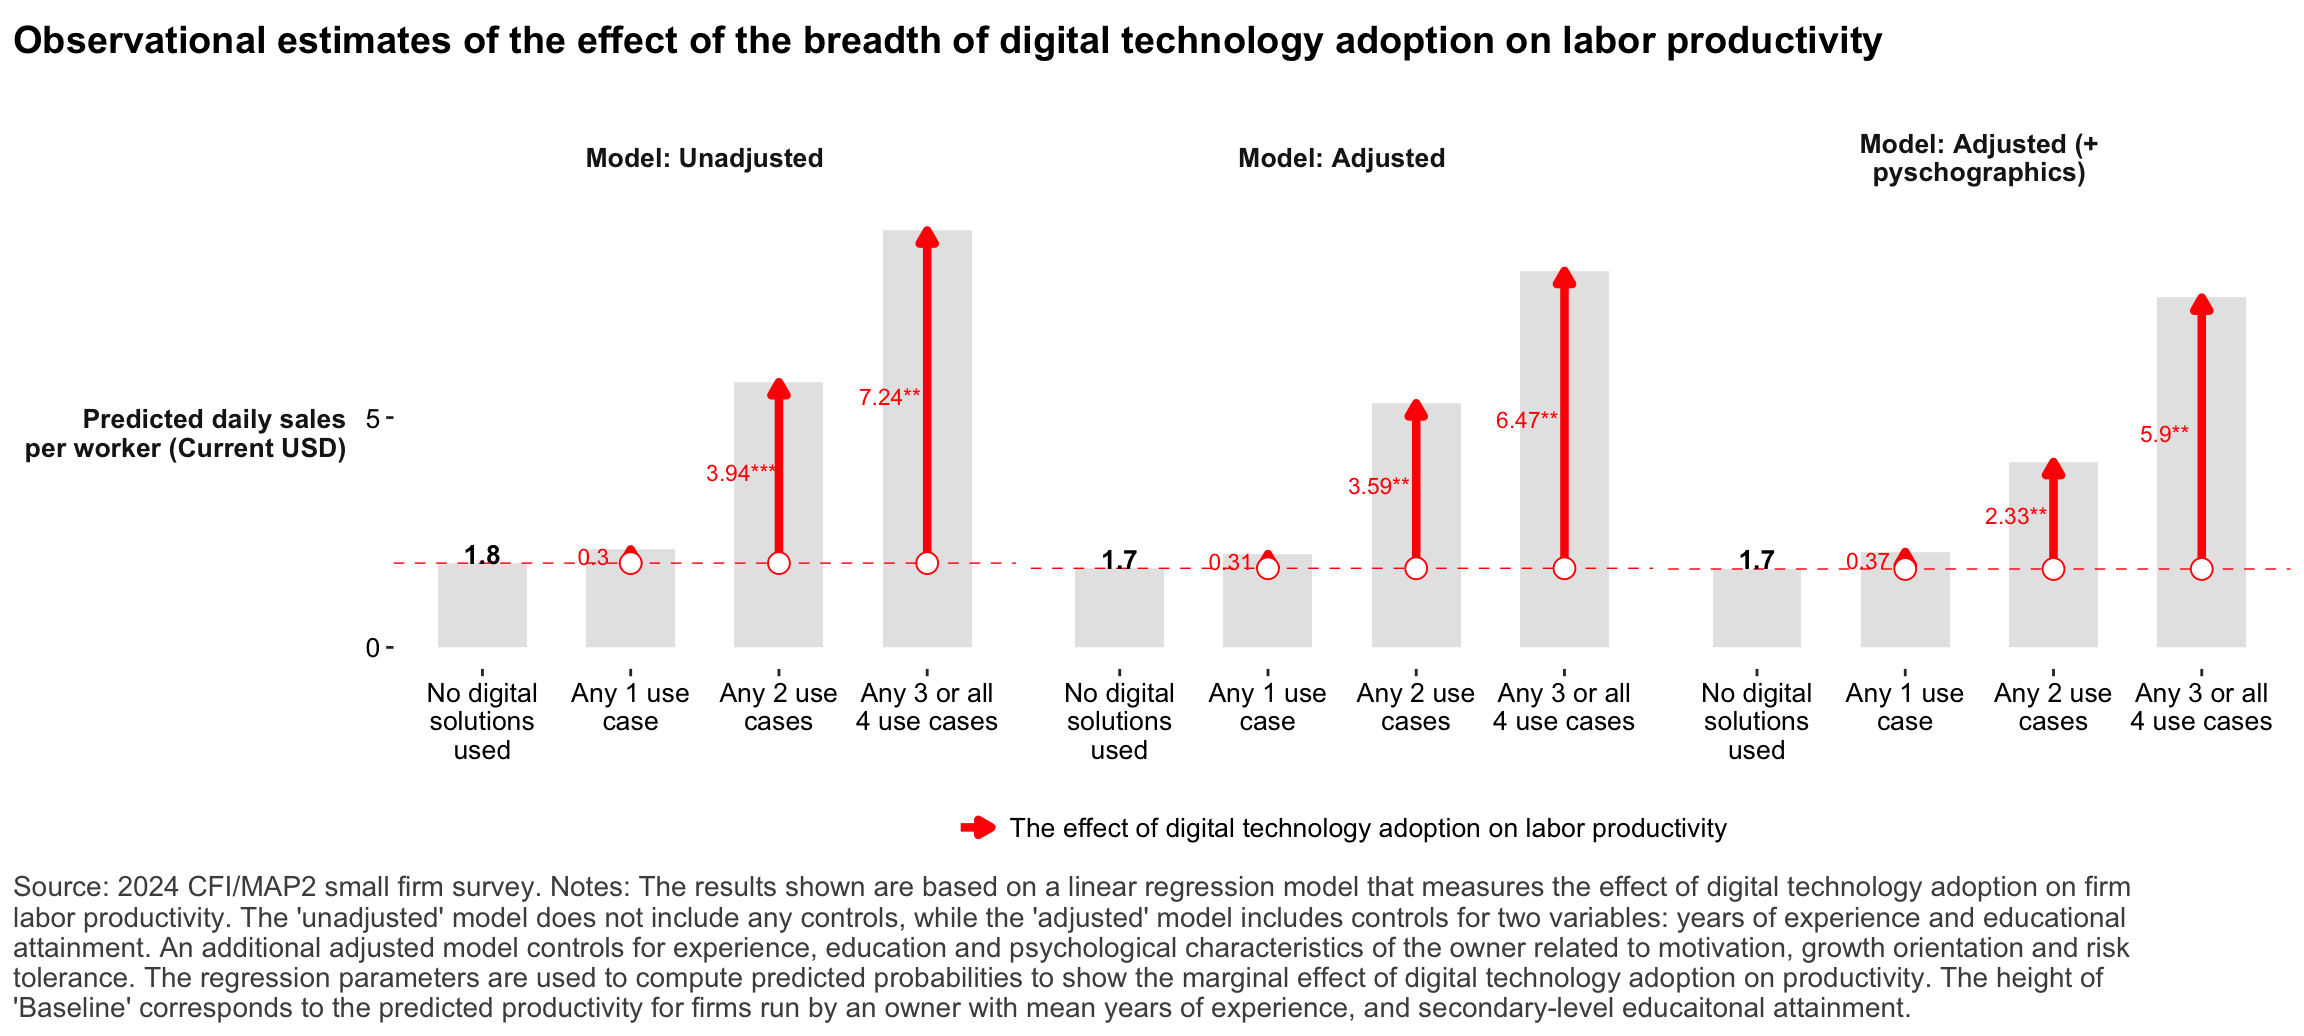 Observational estimates of the effect of the breadth of digital technology adoption on labor productivity
Model: Unadjusted
Model: Adjusted
Model: Adjusted (+
pyschographics)
Predicted daily sales
per worker (Current USD)
5
0
1.8
0.3
3.94***
7.24**
1.7
0.31
3.59**
6.47**
1.7
0.37
2.33**
5.9**
No digital
solutions
used
Any 1 use
case
Any 2 use
cases
Any 3 or all
4 use cases
No digital
solutions
used
Any 1 use
case
Any 2 use
cases
Any 3 or all
4 use cases
No digital
solutions
used
Any 1 use
case
Any 2 use
cases
Any 3 or all
4 use cases
The effect of digital technology adoption on labor productivity
Source: 2024 CFI/MAP2 small firm survey. Notes: The results shown are based on a linear regression model that measures the effect of digital technology adoption on firm
labor productivity. The 'unadjusted' model does not include any controls, while the 'adjusted' model includes controls for two variables: years of experience and educational
attainment. An additional adjusted model controls for experience, education and psychological characteristics of the owner related to motivation, growth orientation and risk
tolerance. The regression parameters are used to compute predicted probabilities to show the marginal effect of digital technology adoption on productivity. The height of
'Baseline' corresponds to the predicted productivity for firms run by an owner with mean years of experience, and secondary-level educaitonal attainment.